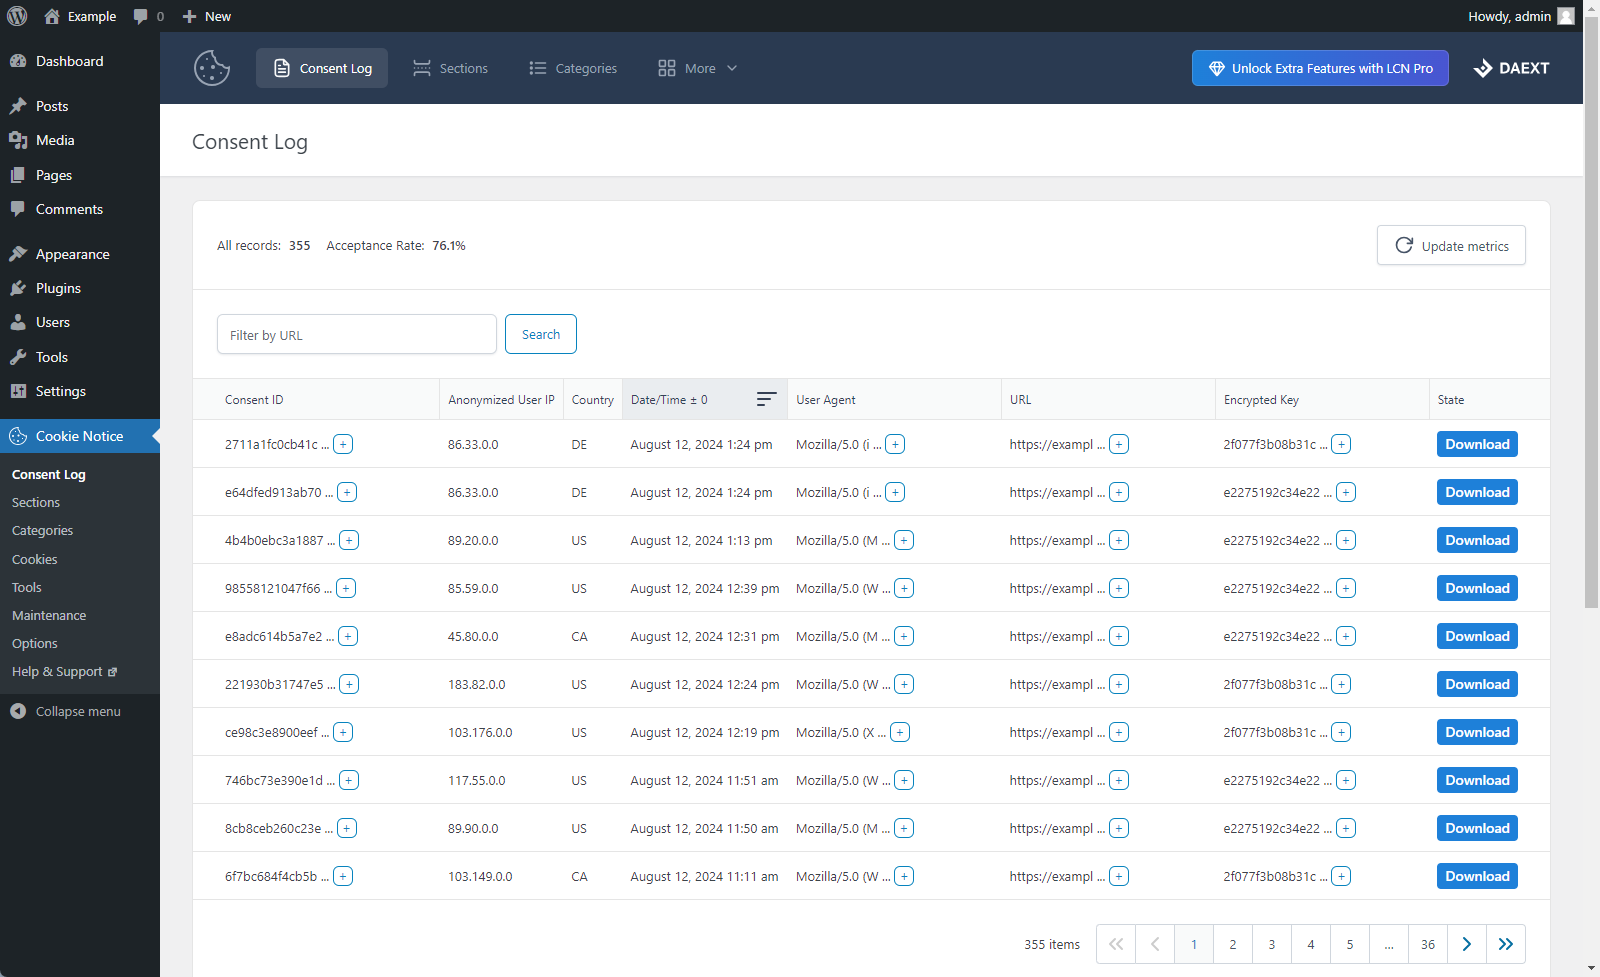 Example 0 New Howdy, admin
Dashboard
Posts
Media
Pages
Comments
Appearance
Plugins
Users
Tools
Settings
Cookie Notice
Consent Log
Sections
Categories
Cookies
Tools
Maintenance
Options
Help & Support
Collapse menu
Consent Log Sections Categories More Unlock Extra Features with LCN Pro DAEXT
Consent Log
All records: 355 Acceptance Rate: 76.1% Update metrics
Filter by URL Search
Consent ID Anonymized User IP Country Date/Time ± 0 User Agent URL Encrypted Key State
2711a1fc0cb41c ... + 86.33.0.0 DE August 12, 2024 1:24 pm Mozilla/5.0 (i ... + https://exampl ... + 2f077f3b08b31c ... + Download
e64dfed913ab70 ... + 86.33.0.0 DE August 12, 2024 1:24 pm Mozilla/5.0 (i ... + https://exampl ... + e2275192c34e22 ... + Download
4b4b0ebc3a1887 ... + 89.20.0.0 US August 12, 2024 1:13 pm Mozilla/5.0 (M ... + https://exampl ... + e2275192c34e22 ... + Download
98558121047f66 ... + 85.59.0.0 US August 12, 2024 12:39 pm Mozilla/5.0 (W ... + https://exampl ... + e2275192c34e22 ... + Download
e8adc614b5a7e2 ... + 45.80.0.0 CA August 12, 2024 12:31 pm Mozilla/5.0 (M ... + https://exampl ... + e2275192c34e22 ... + Download
221930b31747e5 ... + 183.82.0.0 US August 12, 2024 12:24 pm Mozilla/5.0 (W ... + https://exampl ... + 2f077f3b08b31c ... + Download
ce98c3e8900eef ... + 103.176.0.0 US August 12, 2024 12:19 pm Mozilla/5.0 (X ... + https://exampl ... + 2f077f3b08b31c ... + Download
746bc73e390e1d ... + 117.55.0.0 US August 12, 2024 11:51 am Mozilla/5.0 (W ... + https://exampl ... + e2275192c34e22 ... + Download
8cb8ceb260c23e ... + 89.90.0.0 US August 12, 2024 11:50 am Mozilla/5.0 (M ... + https://exampl ... + e2275192c34e22 ... + Download
6f7bc684f4cb5b ... + 103.149.0.0 CA August 12, 2024 11:11 am Mozilla/5.0 (W ... + https://exampl ... + 2f077f3b08b31c ... + Download
355 items « ‹ 1 2 3 4 5 ... 36 › »